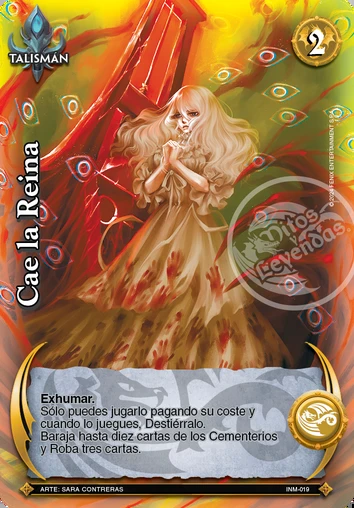 TALISMÁN
2
Cae la Reina
Mitos
y
Leyendas
Exhumar.
Sólo puedes jugarlo pagando su coste y
cuando lo juegues, Destiérralo.
Baraja hasta diez cartas de los Cementerios
y Roba tres cartas.
ARTE: SARA CONTRERAS
INM-019